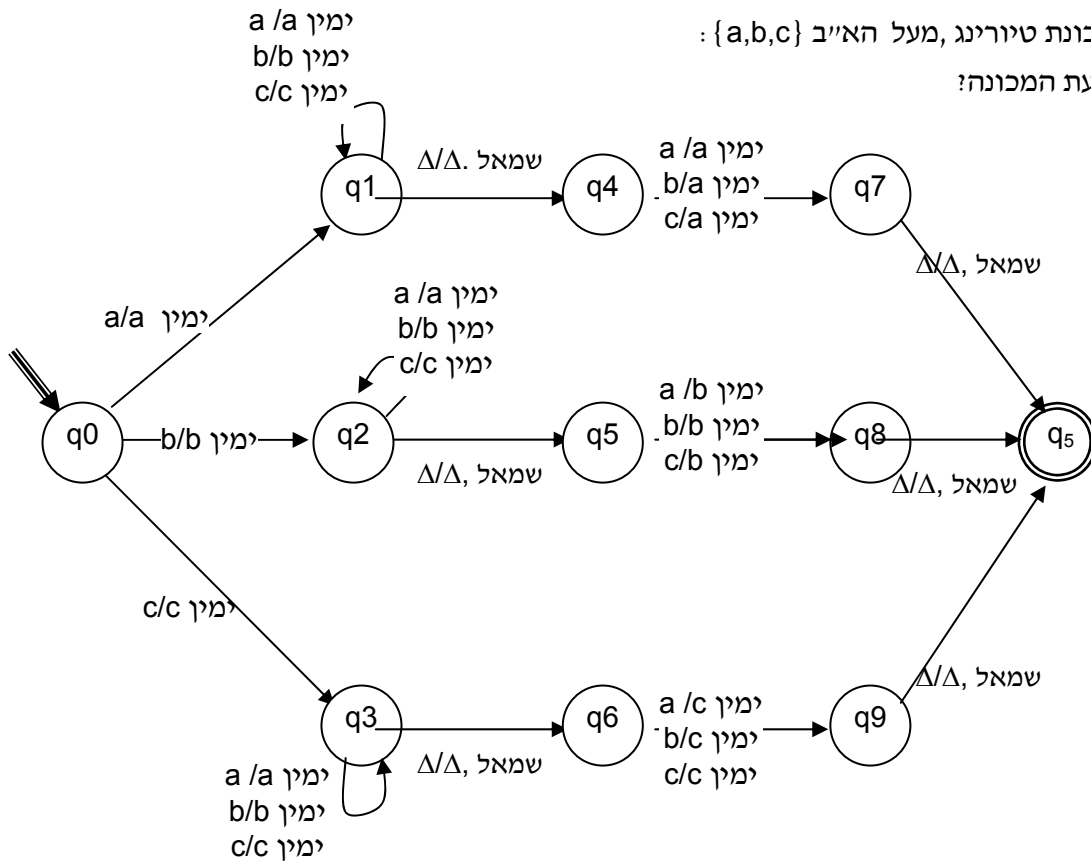 כונת טיורינג, מעל הא״ב {a,b,c} :
עת המכונה?
a /a ימין
b/b ימין
c/c ימין
q1
Δ/Δ. שמאל
q4
a /a ימין
b/a ימין
c/a ימין
q7
Δ/Δ, שמאל
a/a ימין
a /a ימין
b/b ימין
c/c ימין
q0
b/b ימין
q2
Δ/Δ, שמאל
q5
a /b ימין
b/b ימין
c/b ימין
q8
Δ/Δ, שמאל
q5
c/c ימין
q3
a /a ימין
b/b ימין
c/c ימין
Δ/Δ, שמאל
q6
a /c ימין
b/c ימין
c/c ימין
q9
Δ/Δ, שמאל